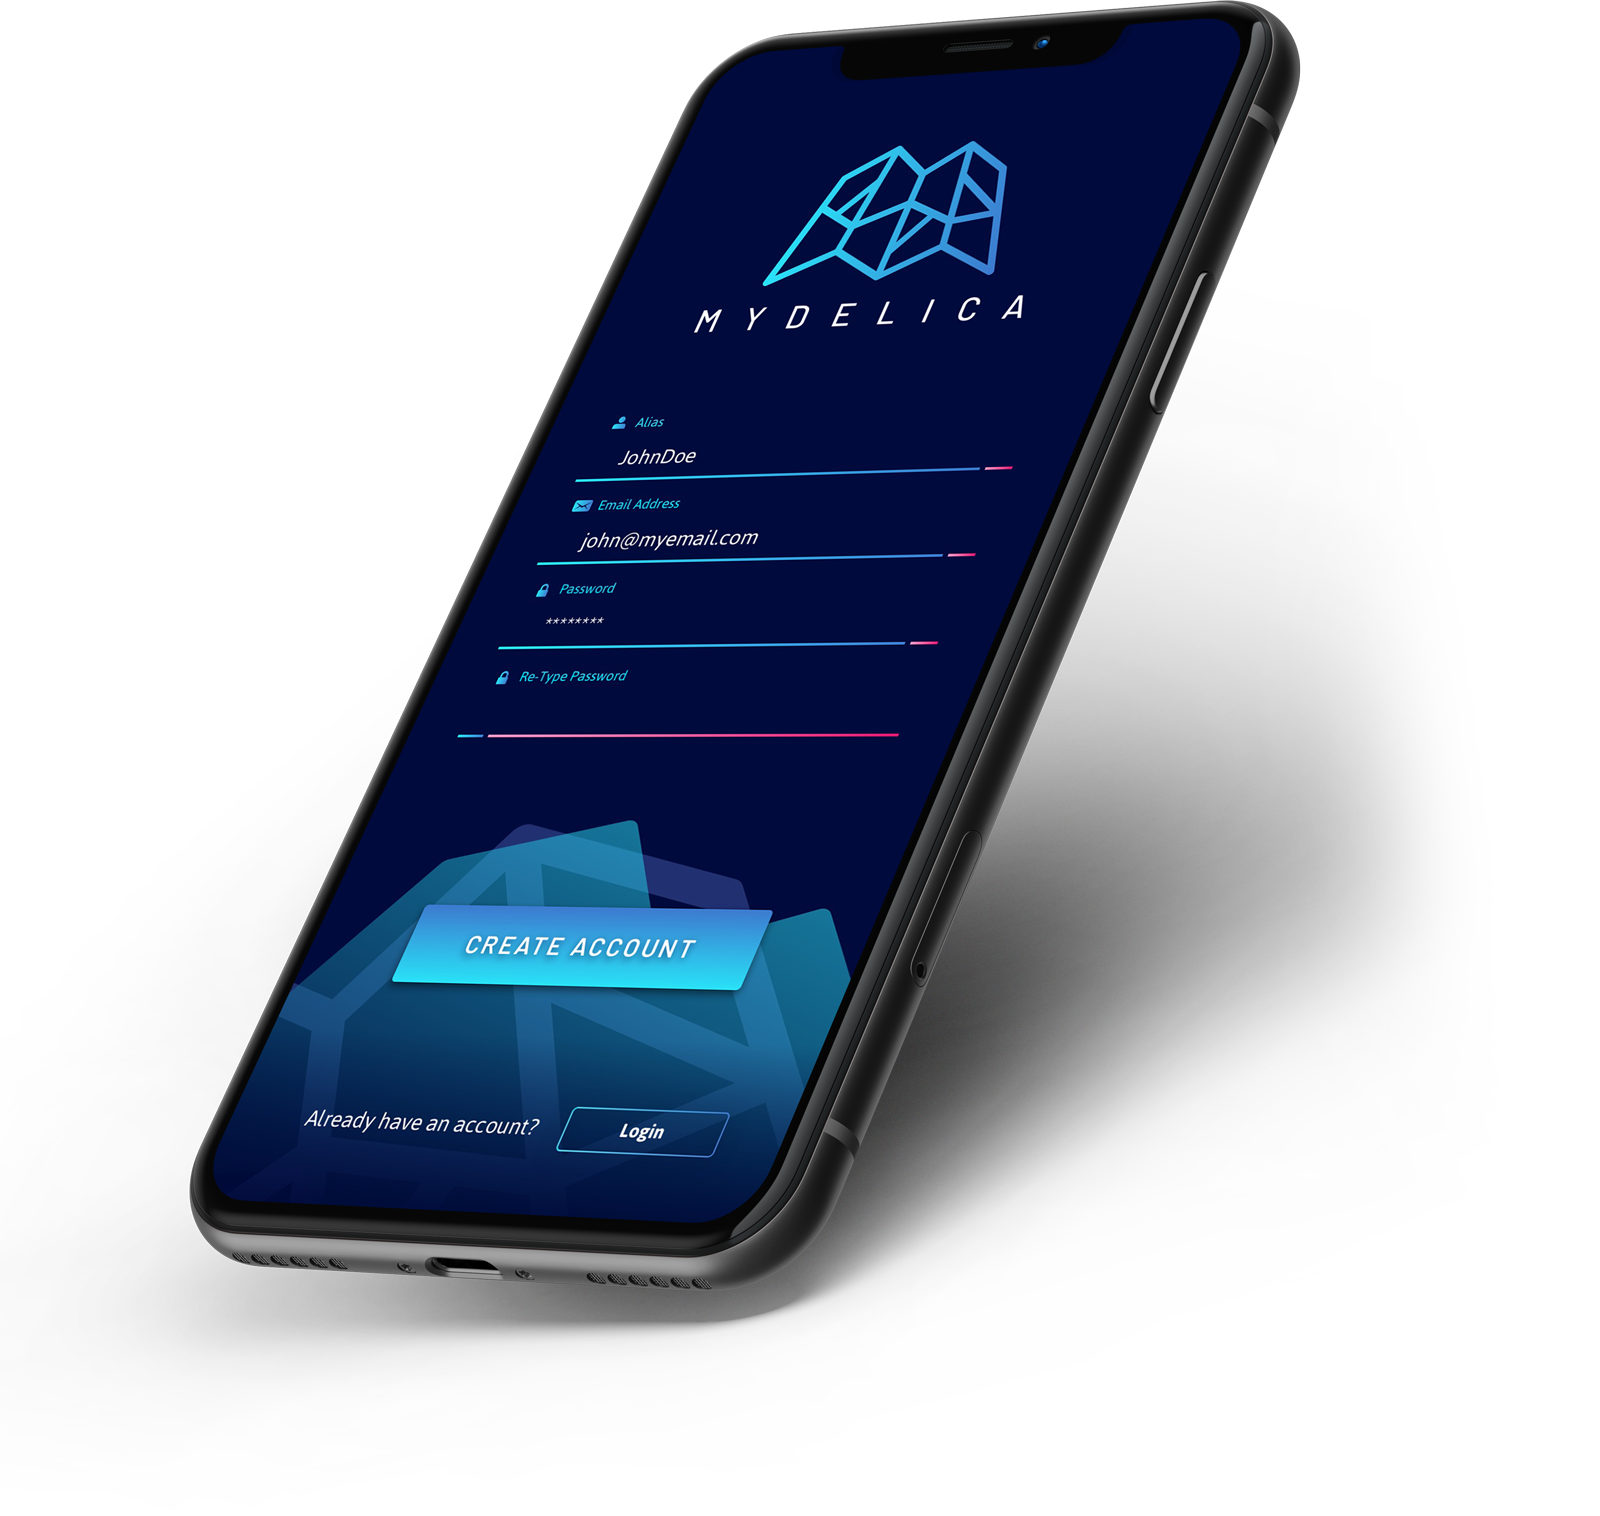 MYDELICA
Alias
JohnDoe
Email Address
john@myemail.com
Password
********
Re-Type Password
CREATE ACCOUNT
Already have an account?
Login